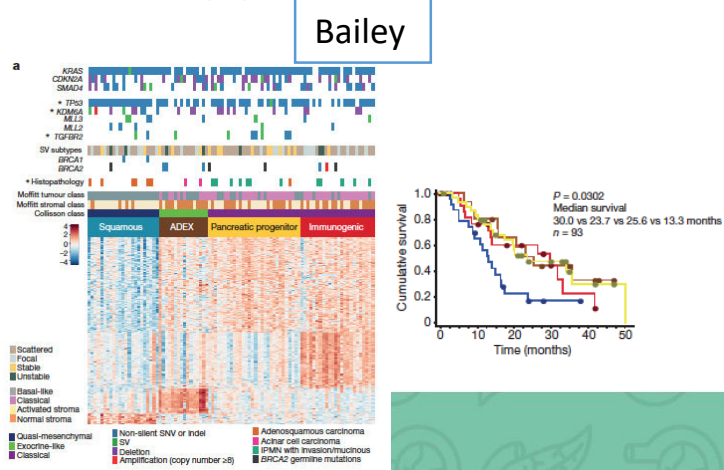 Bailey
a
KRAS
CDKN2A
SMAD4
* TP53
* KDM6A
MLL3
MLL2
* TGFBR2
SV subtypes
BRCA1
BRCA2
* Histopathology
Moffitt tumour class
Moffitt stromal class
Collisson class
Squamous ADEX Pancreatic progenitor Immunogenic
4
2
0
−2
−4
Scattered
Focal
Stable
Unstable
Basal-like
Classical
Activated stroma
Normal stroma
Quasi-mesenchymal
Exocrine-like
Classical
Non-silent SNV or indel
SV
Deletion
Amplification (copy number ≥8)
Adenosquamous carcinoma
Acinar cell carcinoma
IPMN with invasion/mucinous
BRCA2 germline mutations
Cumulative survival
1.0
0.8
0.6
0.4
0.2
0
P = 0.0302
Median survival
30.0 vs 23.7 vs 25.6 vs 13.3 months
n = 93
0 10 20 30 40 50
Time (months)